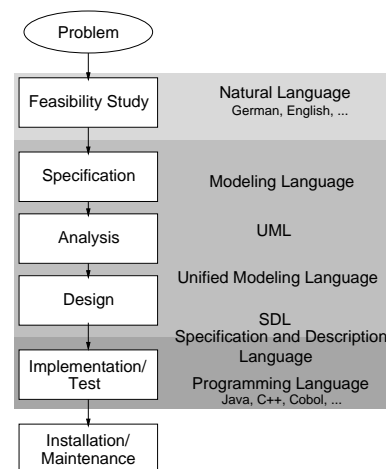 Problem
Feasibility Study
Natural Language
German, English, ...
Specification
Modeling Language
Analysis
UML
Unified Modeling Language
Design
SDL
Specification and Description
Language
Implementation/
Test
Programming Language
Java, C++, Cobol, ...
Installation/
Maintenance